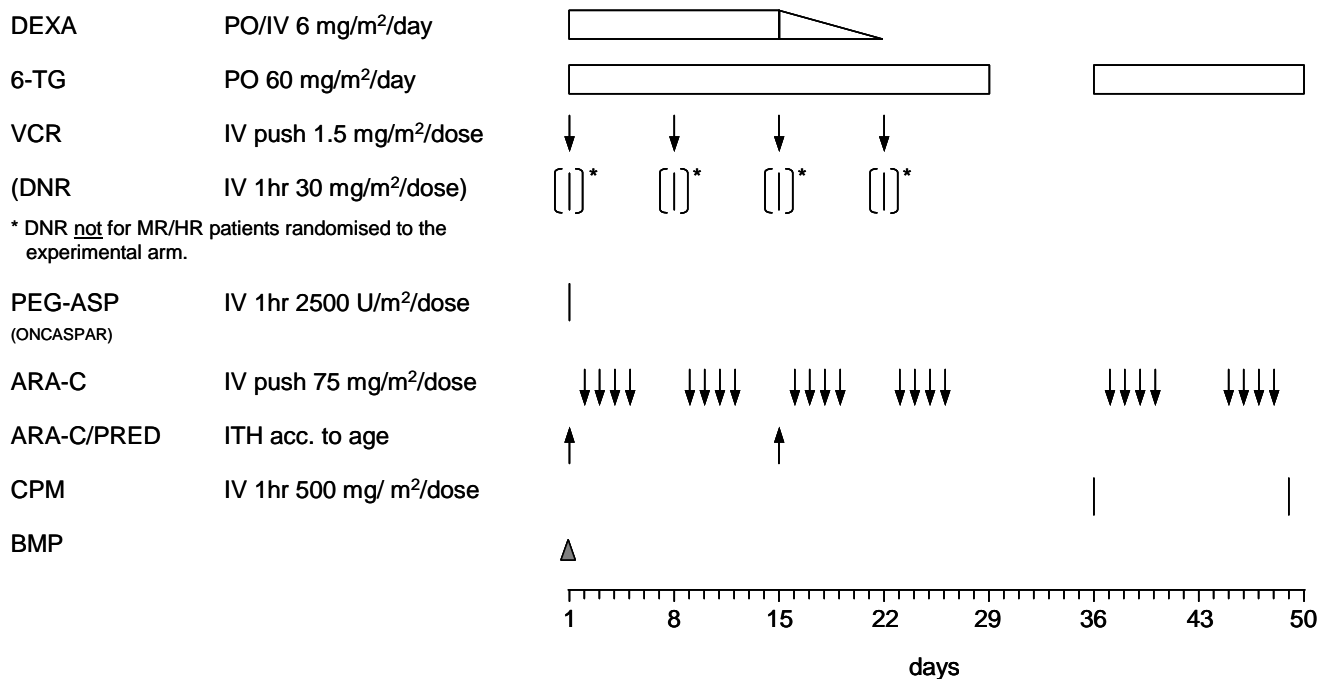 DEXA PO/IV 6 mg/m²/day
6-TG PO 60 mg/m²/day
VCR IV push 1.5 mg/m²/dose
(DNR IV 1hr 30 mg/m²/dose) * * * *
* DNR not for MR/HR patients randomised to the
experimental arm.
PEG-ASP IV 1hr 2500 U/m²/dose
(ONCASPAR)
ARA-C IV push 75 mg/m²/dose
ARA-C/PRED ITH acc. to age
CPM IV 1hr 500 mg/ m²/dose
BMP
1 8 15 22 29 36 43 50
days